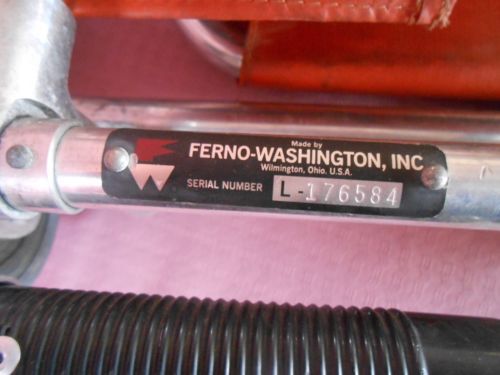 Made by
FERNO-WASHINGTON, INC
Wilmington, Ohio. U.S.A.
SERIAL NUMBER L-176584